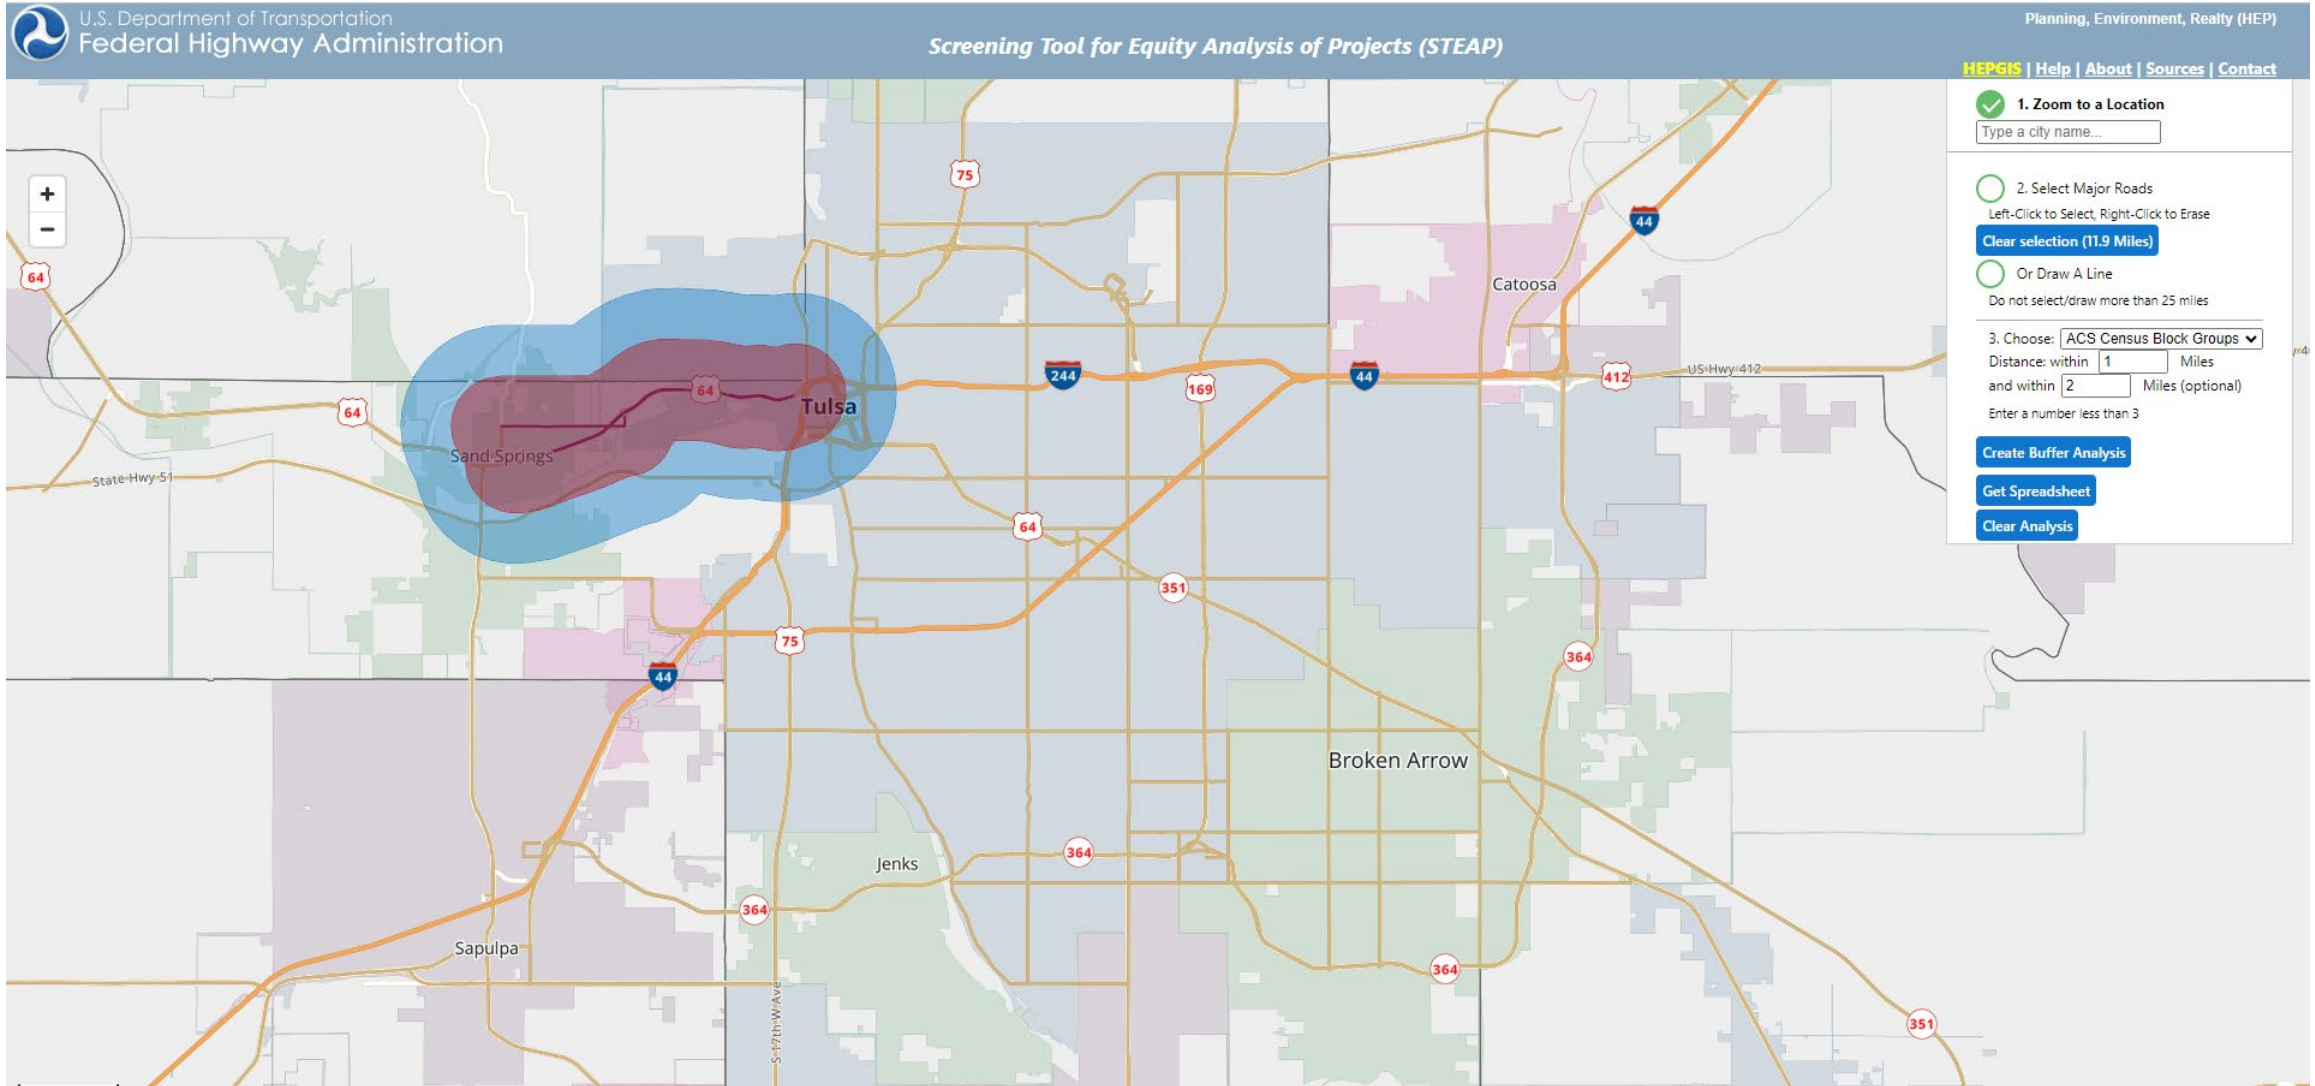 U.S. Department of Transportation
Federal Highway Administration
Screening Tool for Equity Analysis of Projects (STEAP)
Planning, Environment, Realty (HEP)
HEPGIS | Help | About | Sources | Contact
1. Zoom to a Location
Type a city name...
2. Select Major Roads
Left-Click to Select, Right-Click to Erase
Clear selection (11.9 Miles)
Or Draw A Line
Do not select/draw more than 25 miles
3. Choose: ACS Census Block Groups
Distance: within 1 Miles
and within 2 Miles (optional)
Enter a number less than 3
Create Buffer Analysis
Get Spreadsheet
Clear Analysis
+
−
75
44
64
Catoosa
244
44
412
US Hwy 412
169
64
64
Tulsa
Sand Springs
State Hwy 51
64
351
75
44
364
Broken Arrow
Jenks
364
364
Sapulpa
364
S 17th W Ave
351